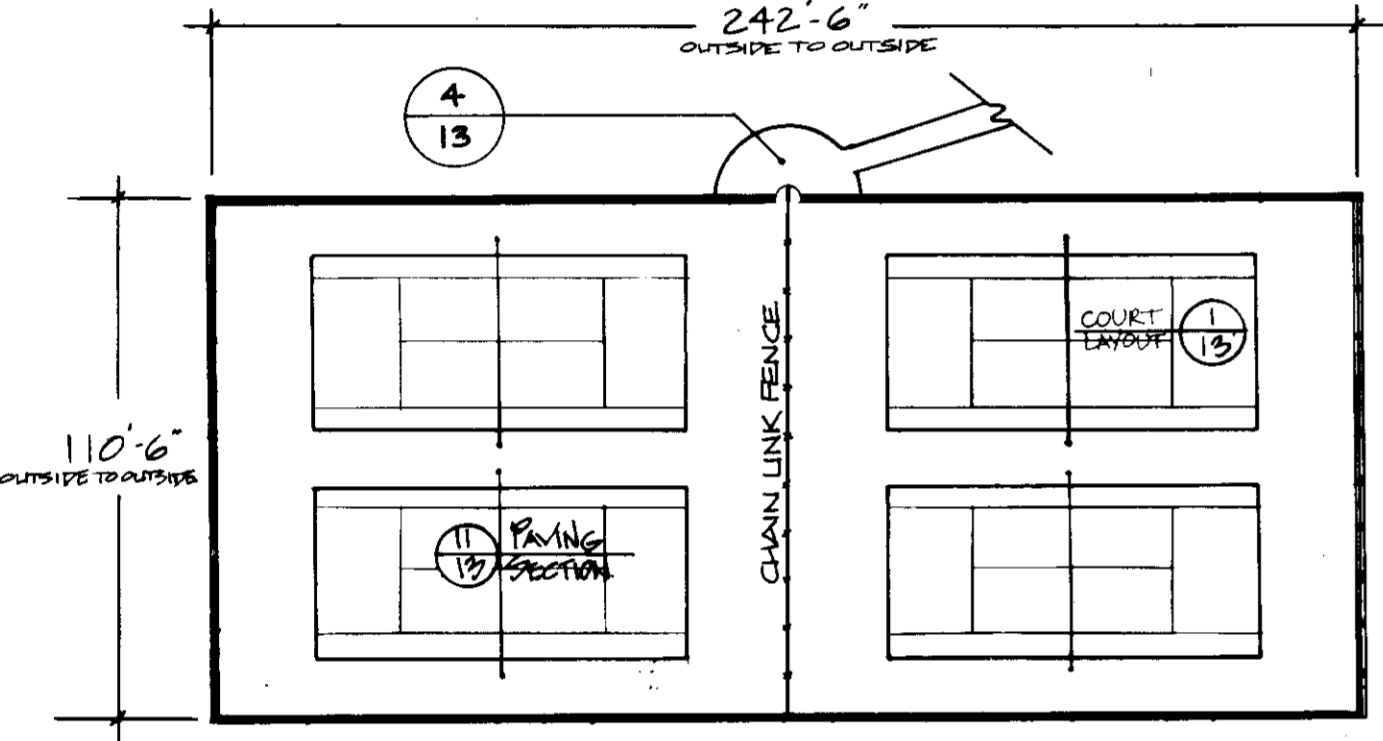 242'-6"
OUTSIDE TO OUTSIDE
4
13
COURT
LAYOUT
1
13
CHAIN LINK FENCE
110'-6"
OUTSIDE TO OUTSIDE
11
13
PAVING
SECTION